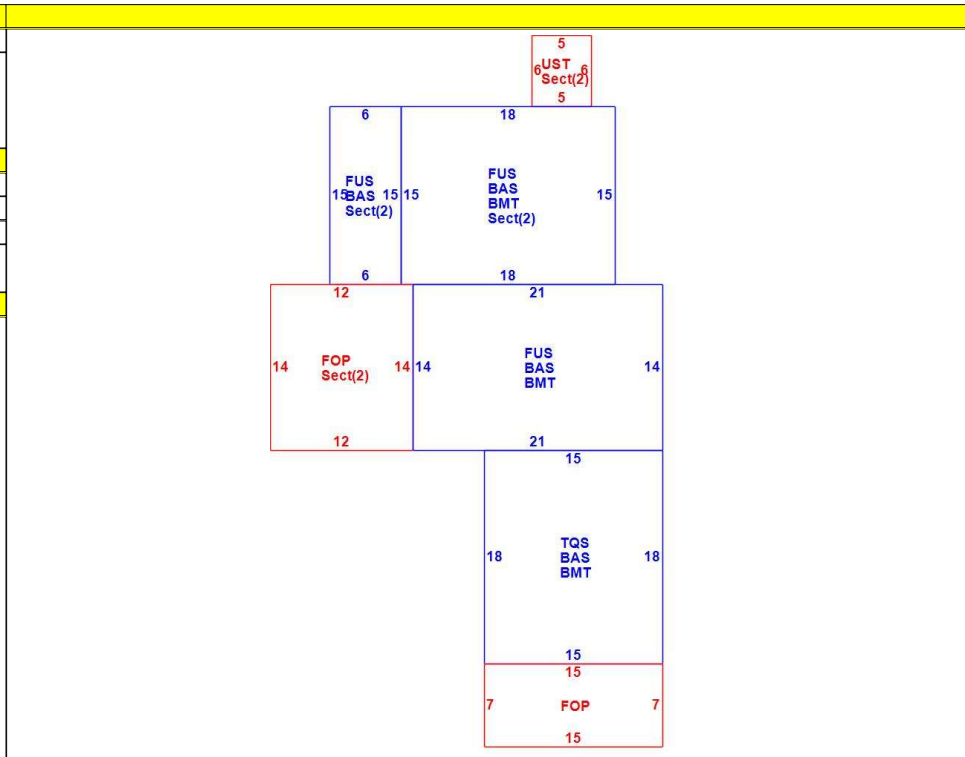 5
6 UST 6
Sect(2)
5
6 18
FUS
BAS
Sect(2)
15 15
6
FUS
BAS
BMT
Sect(2)
15 15
18
12
14 FOP 14
Sect(2)
12
21
FUS
14 BAS 14
BMT
21
15
TQS
18 BAS 18
BMT
15
15
7 FOP 7
15